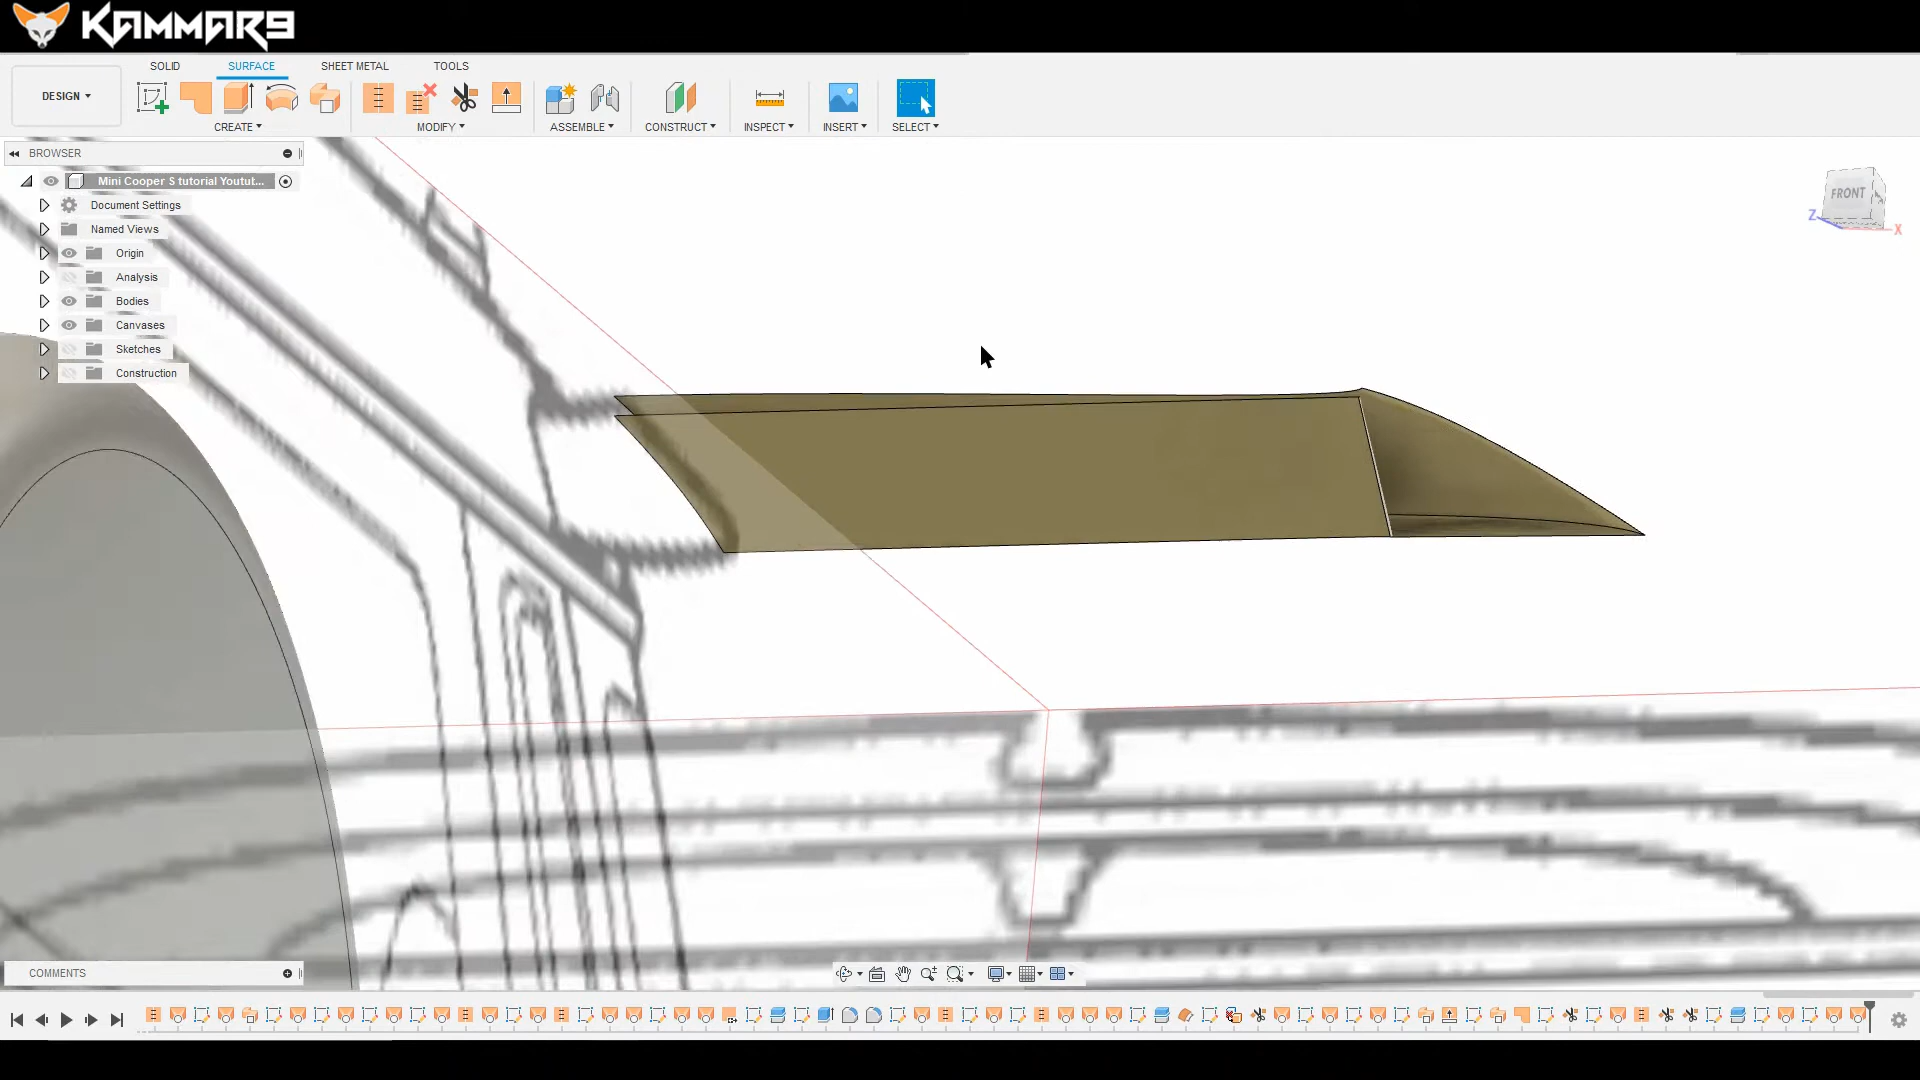 KAMMAR9
SOLID SURFACE SHEET METAL TOOLS
DESIGN
CREATE MODIFY ASSEMBLE CONSTRUCT INSPECT INSERT SELECT
BROWSER
Mini Cooper S tutorial Youtut...
Document Settings
Named Views
Origin
Analysis
Bodies
Canvases
Sketches
Construction
FRONT
Z
X
COMMENTS